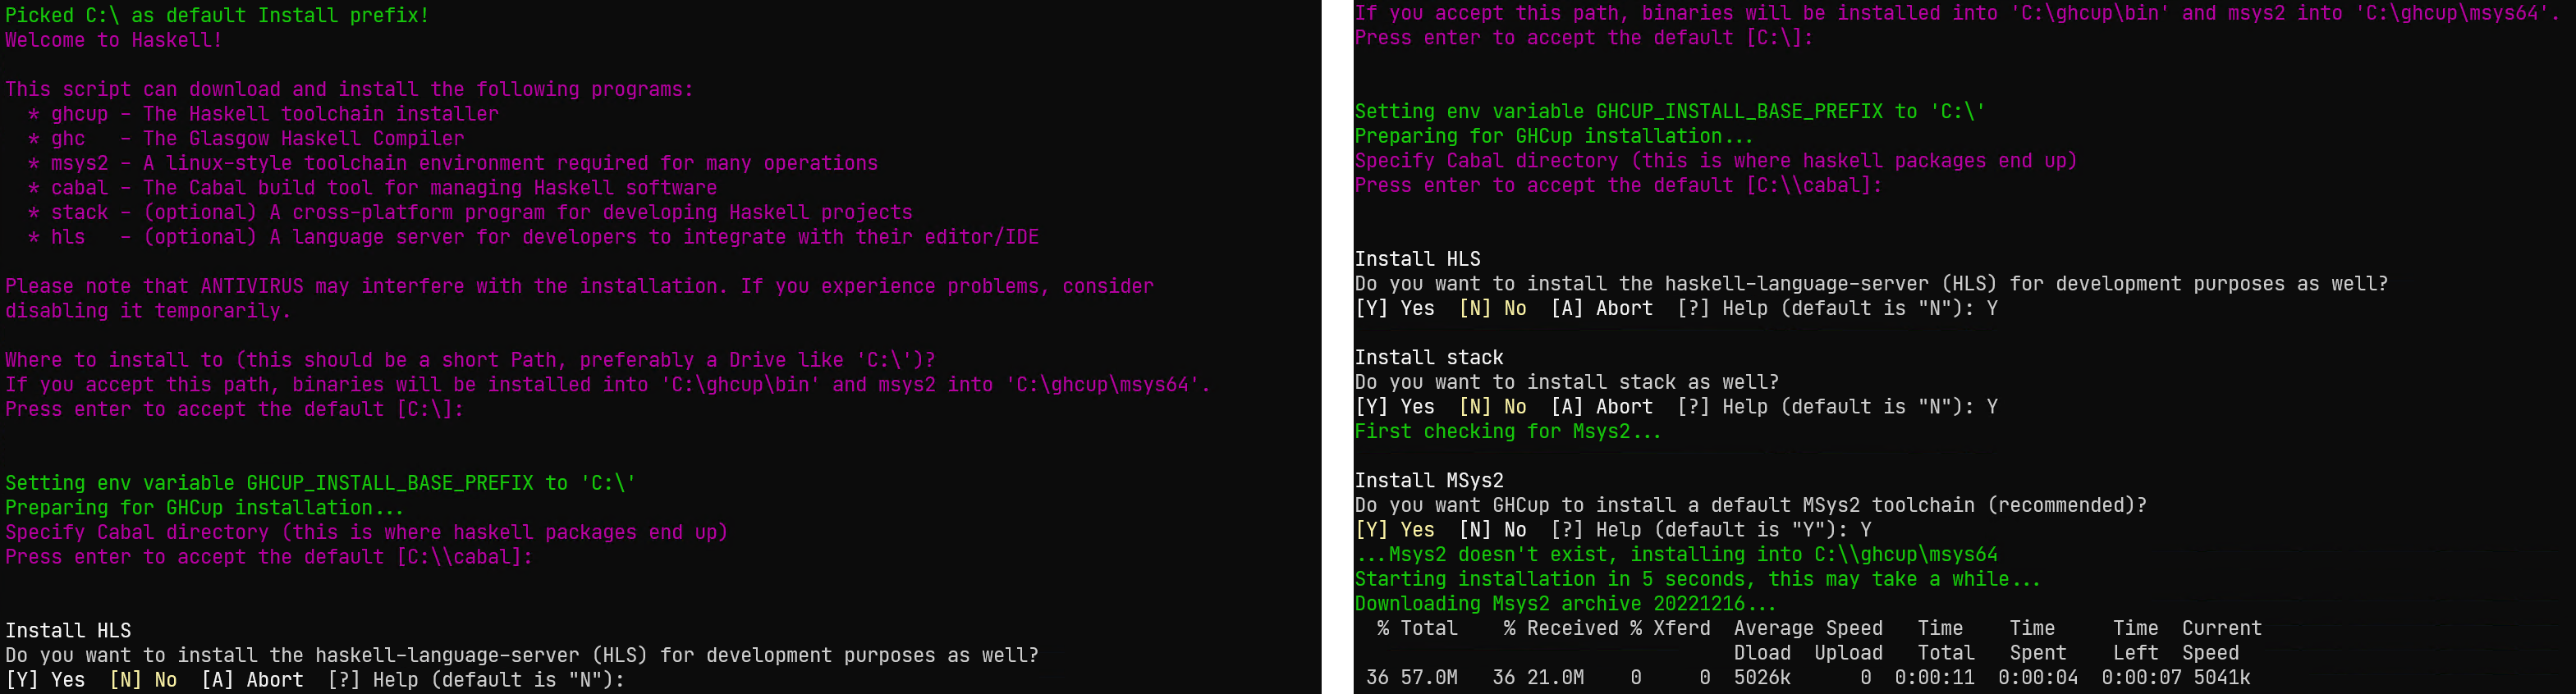 Picked C:\ as default Install prefix!
Welcome to Haskell!
This script can download and install the following programs:
* ghcup - The Haskell toolchain installer
* ghc   - The Glasgow Haskell Compiler
* msys2 - A linux-style toolchain environment required for many operations
* cabal - The Cabal build tool for managing Haskell software
* stack - (optional) A cross-platform program for developing Haskell projects
* hls   - (optional) A language server for developers to integrate with their editor/IDE
Please note that ANTIVIRUS may interfere with the installation. If you experience problems, consider
disabling it temporarily.
Where to install to (this should be a short Path, preferably a Drive like 'C:\')?
If you accept this path, binaries will be installed into 'C:\ghcup\bin' and msys2 into 'C:\ghcup\msys64'.
Press enter to accept the default [C:\]:
Setting env variable GHCUP_INSTALL_BASE_PREFIX to 'C:\'
Preparing for GHCup installation...
Specify Cabal directory (this is where haskell packages end up)
Press enter to accept the default [C:\\cabal]:
Install HLS
Do you want to install the haskell-language-server (HLS) for development purposes as well?
[Y] Yes  [N] No  [A] Abort  [?] Help (default is "N"):
If you accept this path, binaries will be installed into 'C:\ghcup\bin' and msys2 into 'C:\ghcup\msys64'.
Press enter to accept the default [C:\]:
Setting env variable GHCUP_INSTALL_BASE_PREFIX to 'C:\'
Preparing for GHCup installation...
Specify Cabal directory (this is where haskell packages end up)
Press enter to accept the default [C:\\cabal]:
Install HLS
Do you want to install the haskell-language-server (HLS) for development purposes as well?
[Y] Yes  [N] No  [A] Abort  [?] Help (default is "N"): Y
Install stack
Do you want to install stack as well?
[Y] Yes  [N] No  [A] Abort  [?] Help (default is "N"): Y
First checking for Msys2...
Install MSys2
Do you want GHCup to install a default MSys2 toolchain (recommended)?
[Y] Yes  [N] No  [?] Help (default is "Y"): Y
...Msys2 doesn't exist, installing into C:\\ghcup\msys64
Starting installation in 5 seconds, this may take a while...
Downloading Msys2 archive 20221216...
% Total    % Received % Xferd  Average Speed   Time    Time     Time  Current
Dload  Upload   Total   Spent    Left  Speed
36 57.0M   36 21.0M    0     0  5026k      0  0:00:11  0:00:04  0:00:07 5041k